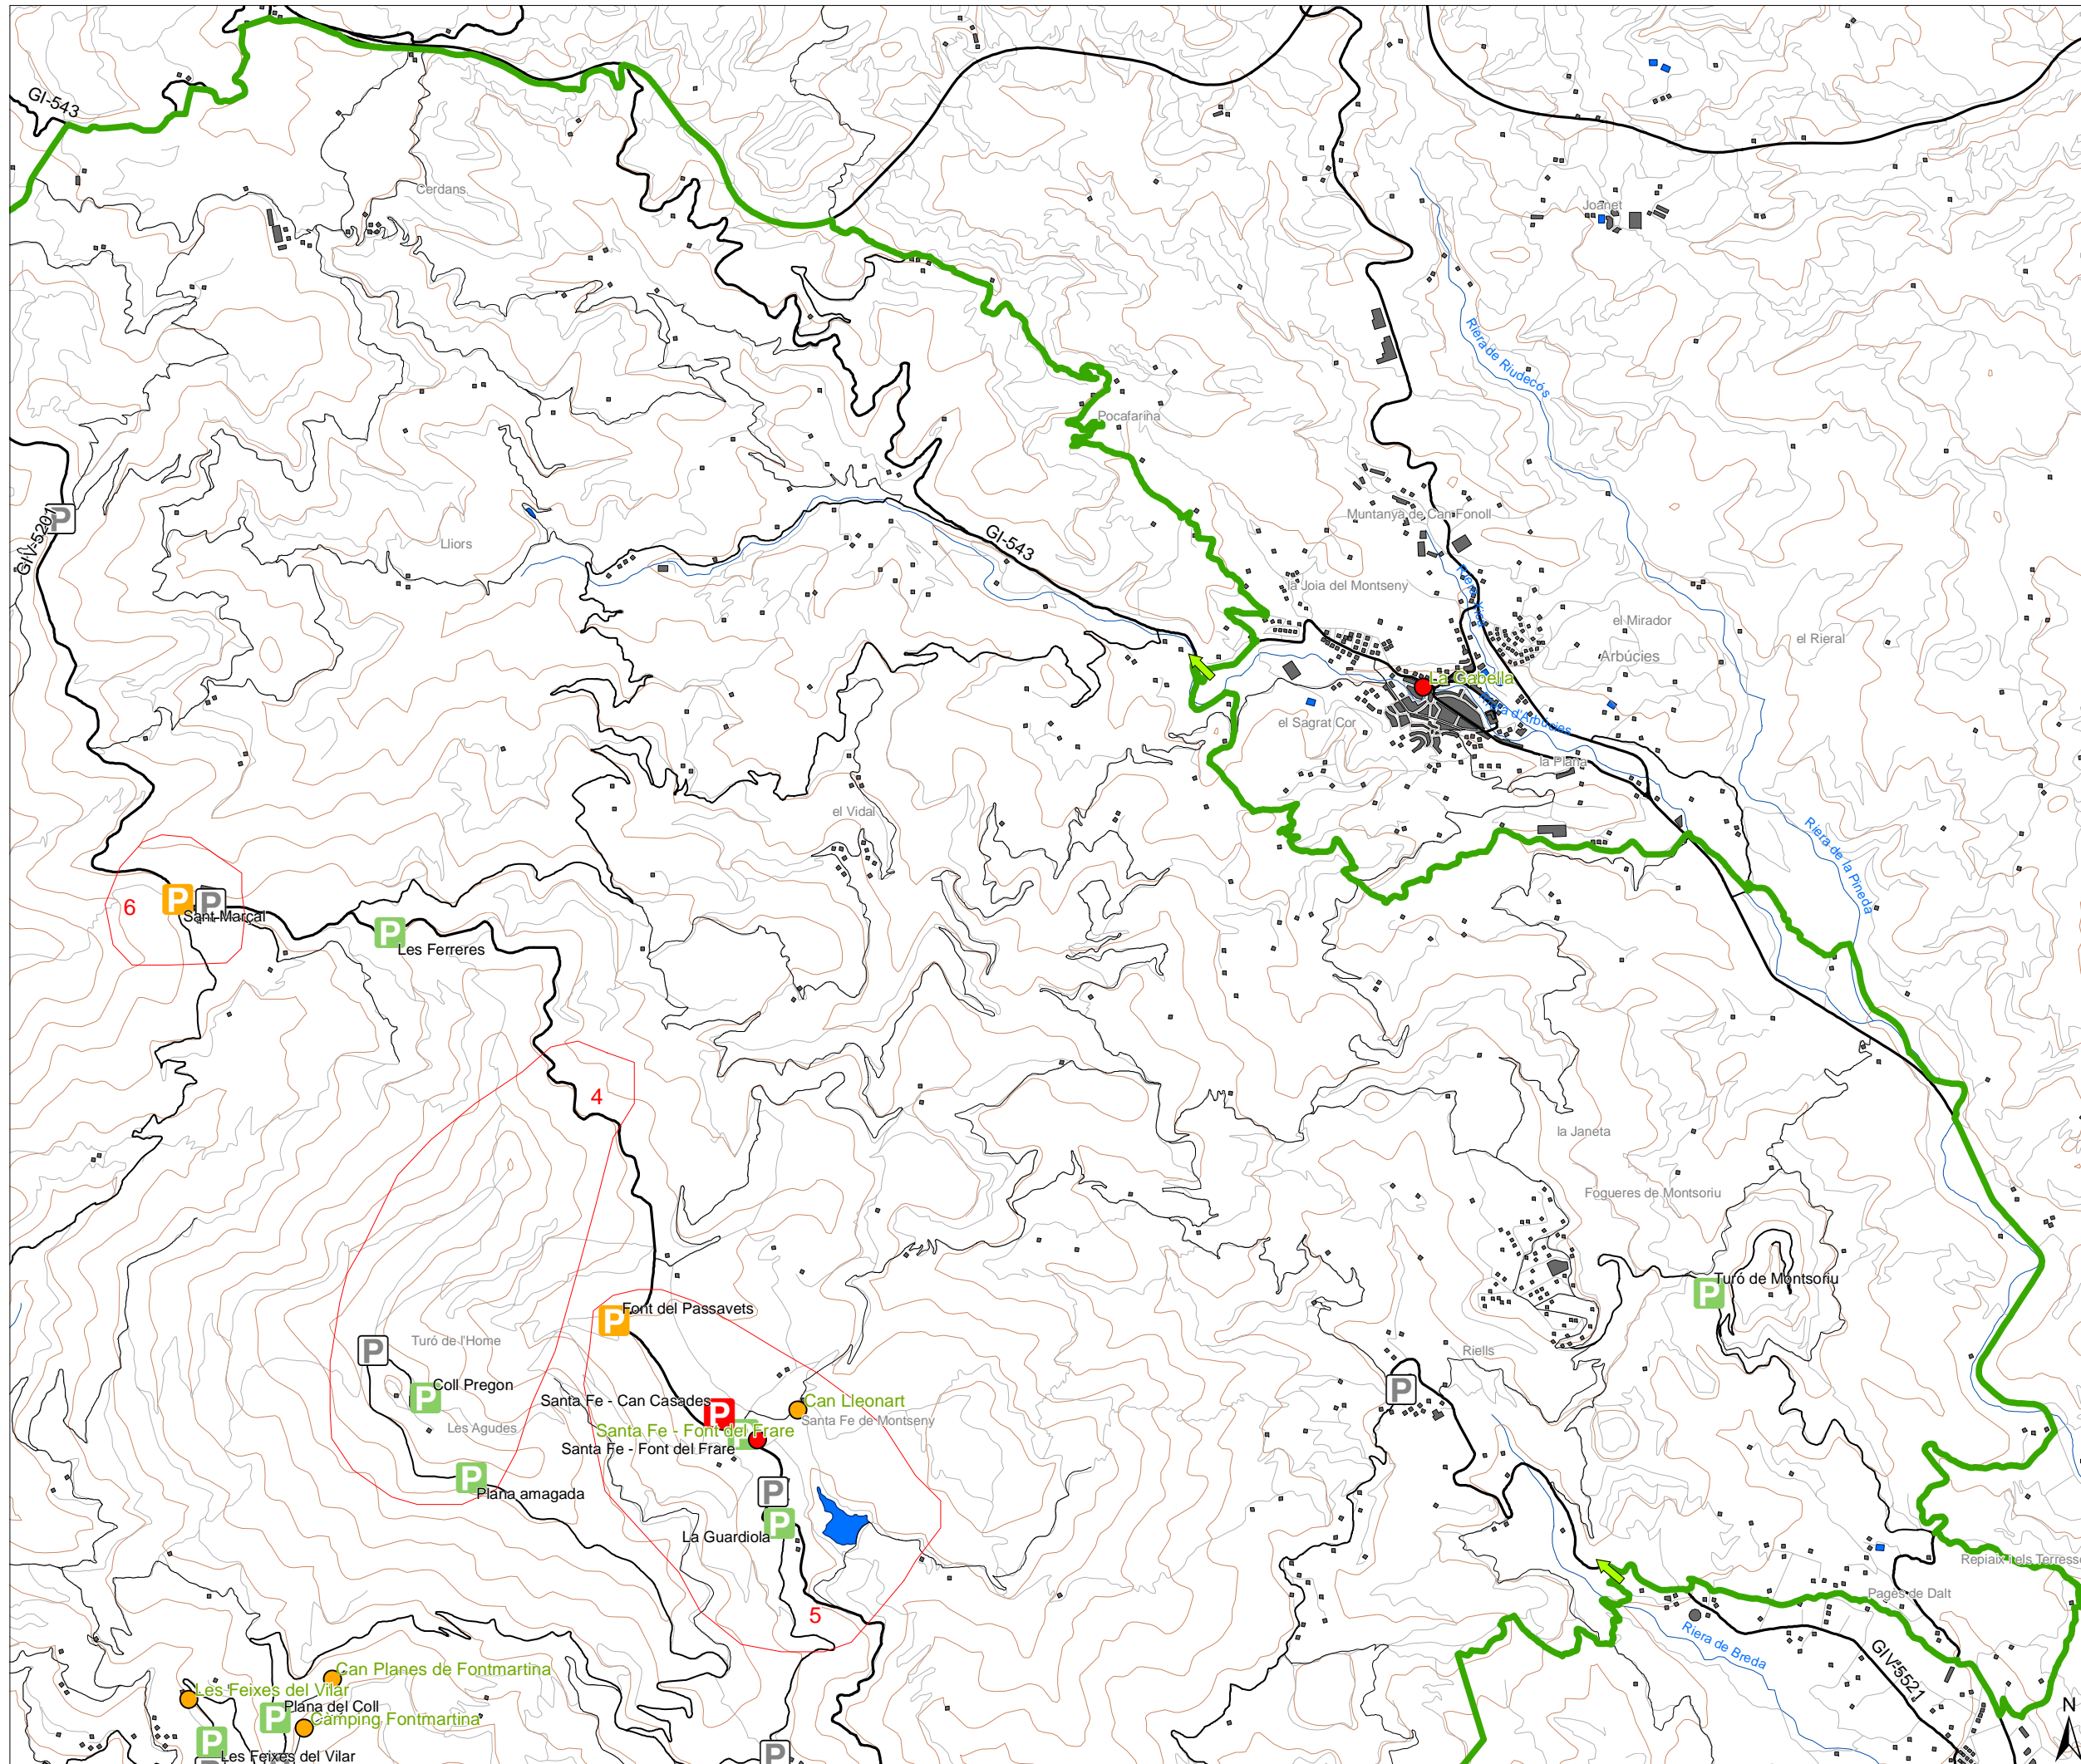 GI-543
Cerdans
Joanet
Riera de Riudecós
Pocafarina
P
GIV-5201
Lliors
GI-543
Muntanya de Can Fonoll
la Joia del Montseny
el Mirador
el Rieral
Arbúcies
La Gabella
el Sagrat Cor
Riera d'Arbúcies
la Plana
el Vidal
Riera de la Pineda
6
P
P
Sant Marçal
P
Les Ferreres
4
la Janeta
Fogueres de Montsoriu
P
Turó de Montsoriu
P
Font del Passavets
P
Turó de l'Home
Riells
P
P
Coll Pregon
Les Agudes
Santa Fe - Can Casades
P
Can Lleonart
Santa Fe de Montseny
Santa Fe - Font del Frare
P
Santa Fe - Font del Frare
P
Plana amagada
P
P
La Guardiola
5
Repiaix i els Terresse
Pagès de Dalt
Riera de Breda
GIV-5521
Can Planes de Fontmartina
Les Feixes del Vilar
P
Plana del Coll
Camping Fontmartina
P
Les Feixes del Vilar
P
N